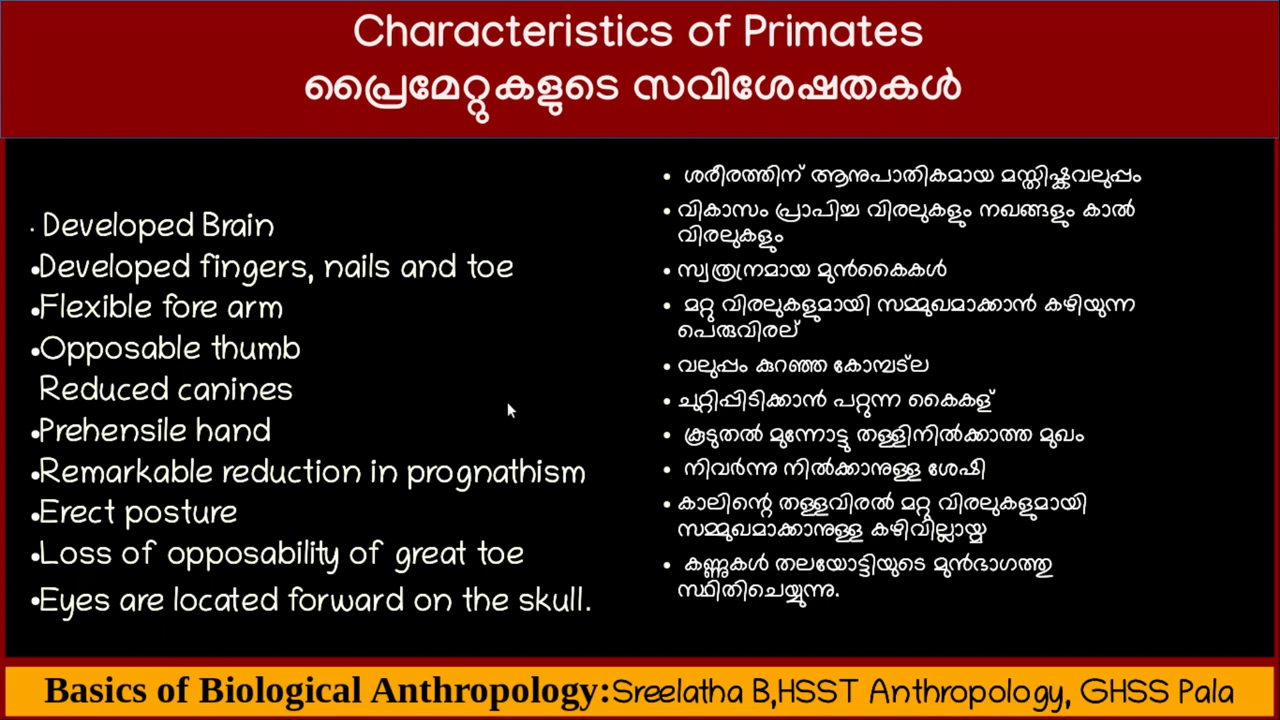 Characteristics of Primates
പ്രൈമേറ്റുകളുടെ സവിശേഷതകൾ
· Developed Brain
•Developed fingers, nails and toe
•Flexible fore arm
•Opposable thumb
Reduced canines
•Prehensile hand
•Remarkable reduction in prognathism
•Erect posture
•Loss of opposability of great toe
•Eyes are located forward on the skull.
• ശരീരത്തിന് ആനുപാതികമായ മസ്തിഷ്കവലുപ്പം
• വികാസം പ്രാപിച്ച വിരലുകളും നഖങ്ങളും കാൽ
വിരലുകളും
• സ്വത്രന്ത്രമായ മുൻകൈകൾ
• മറ്റു വിരലുകളുമായി സമ്മുഖമാക്കാൻ കഴിയുന്ന
പെരുവിരല്
• വലുപ്പം കുറഞ്ഞ കോമ്പട്ല
• ചുറ്റിപ്പിടിക്കാൻ പറ്റുന്ന കൈകള്
• കൂടുതൽ മുന്നോട്ടു തള്ളിനിൽക്കാത്ത മുഖം
• നിവർന്നു നിൽക്കാനുള്ള ശേഷി
• കാലിന്റെ തള്ളവിരൽ മറ്റു വിരലുകളുമായി
സമ്മുഖമാക്കാനുള്ള കഴിവില്ലായ്മ
• കണ്ണുകൾ തലയോട്ടിയുടെ മുൻഭാഗത്തു
സ്ഥിതിചെയ്യുന്നു.
Basics of Biological Anthropology:Sreelatha B,HSST Anthropology, GHSS Pala